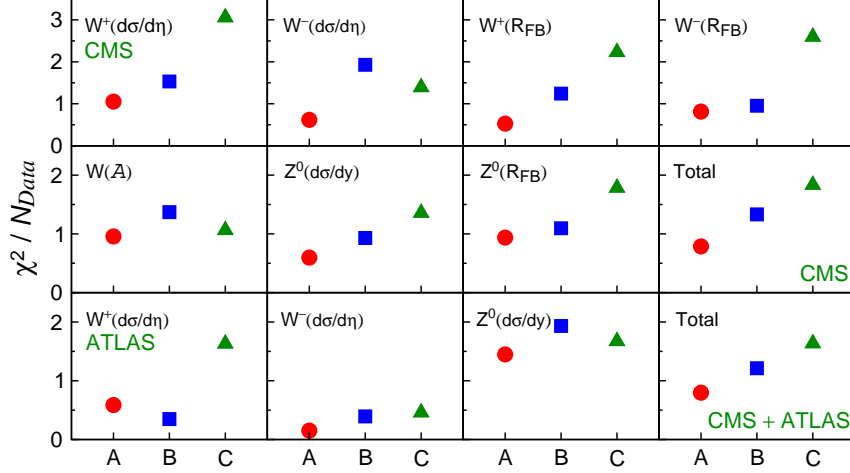 χ² / N_Data
3
2
1
0
W⁺(dσ/dη)
CMS
W⁻(dσ/dη)
W⁺(R_FB)
W⁻(R_FB)
2
1
0
W(𝒜)
Z⁰(dσ/dy)
Z⁰(R_FB)
Total
CMS
2
1
0
W⁺(dσ/dη)
ATLAS
W⁻(dσ/dη)
Z⁰(dσ/dy)
Total
CMS + ATLAS
A B C A B C A B C A B C